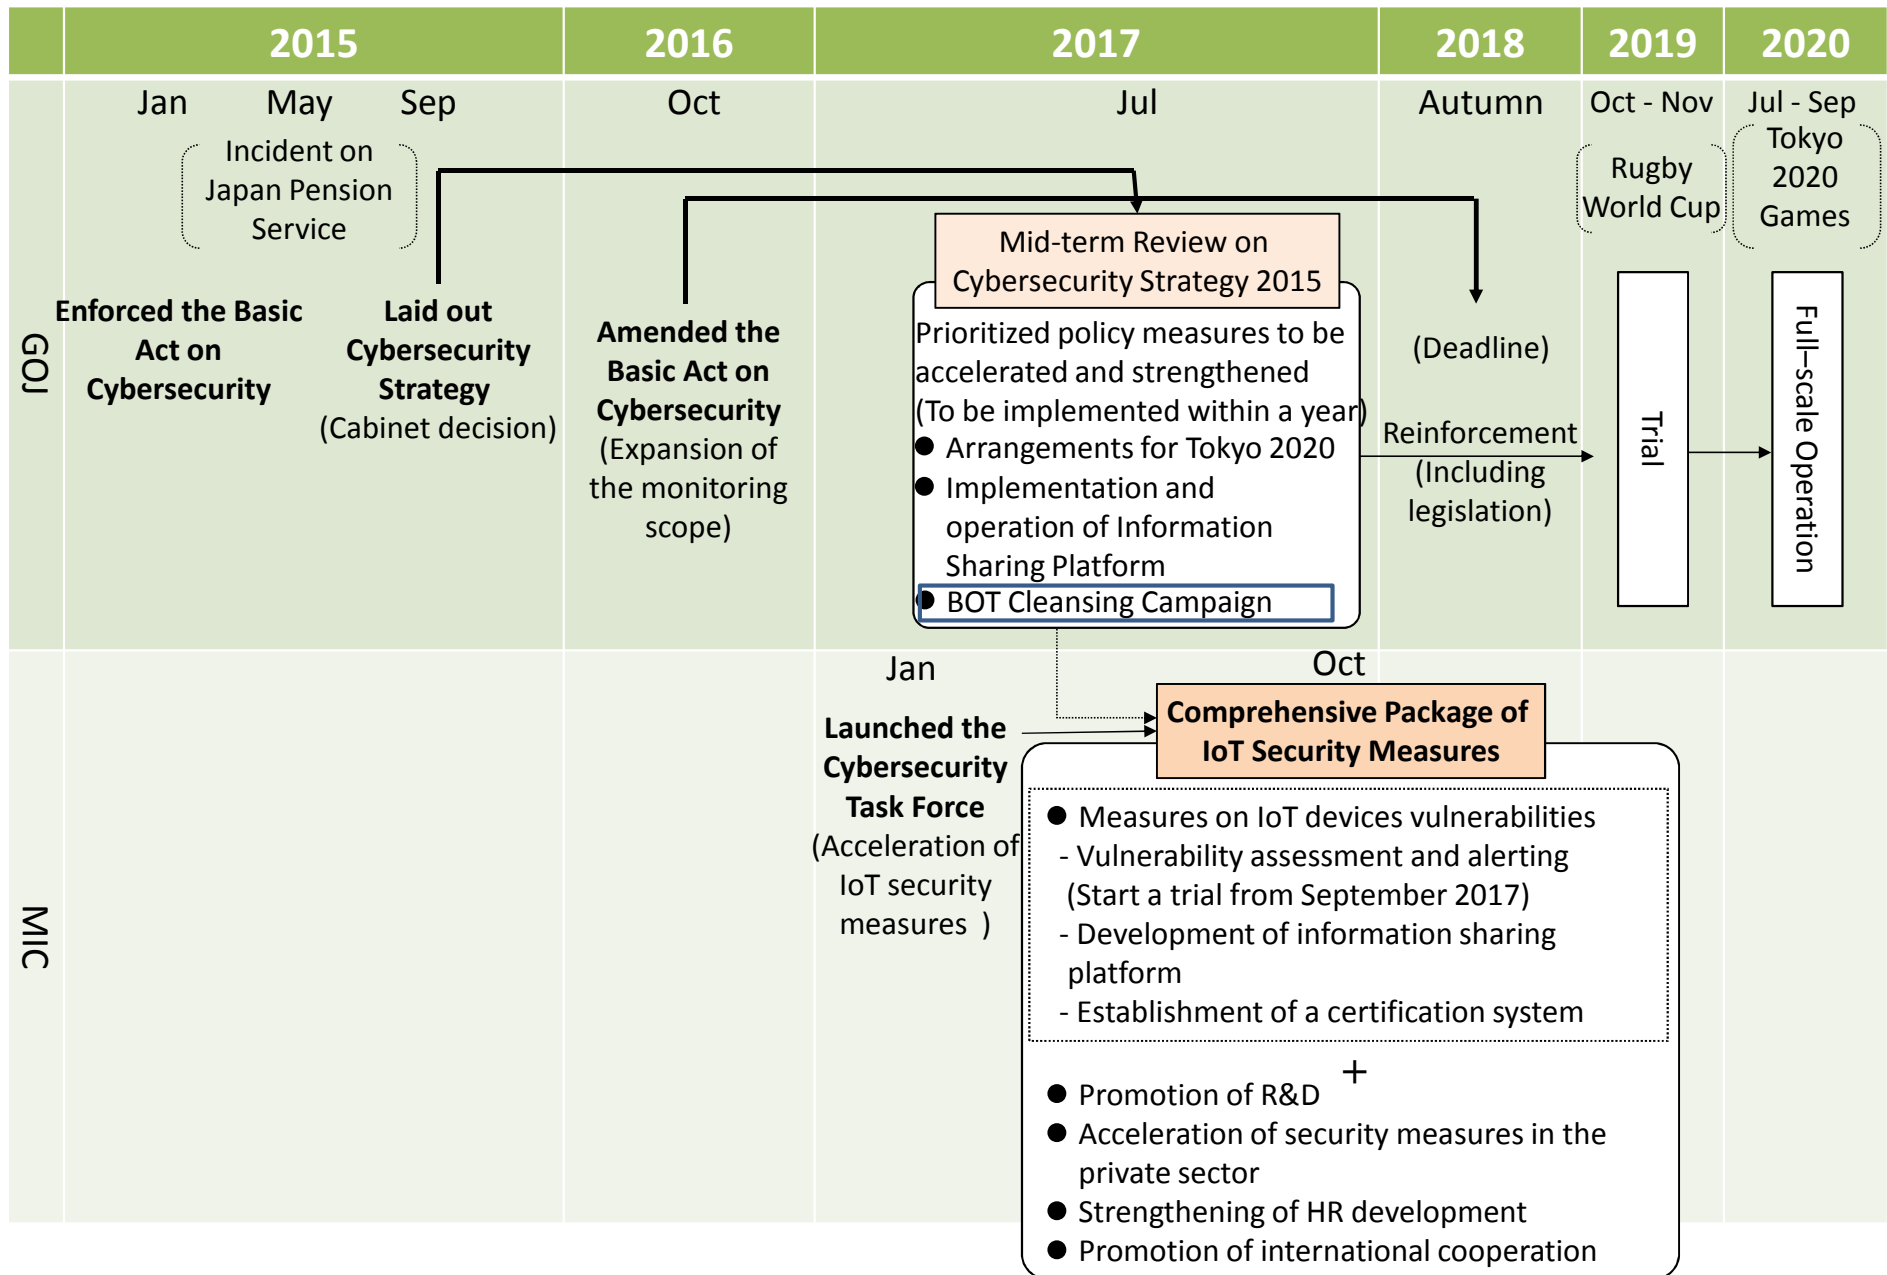 2015
2016
2017
2018
2019
2020
GOJ
Jan
May
Sep
Oct
Jul
Autumn
Oct - Nov
Jul - Sep
Incident on
Japan Pension
Service
Rugby
World Cup
Tokyo
2020
Games
Enforced the Basic
Act on
Cybersecurity
Laid out
Cybersecurity
Strategy
(Cabinet decision)
Amended the
Basic Act on
Cybersecurity
(Expansion of
the monitoring
scope)
Mid-term Review on
Cybersecurity Strategy 2015
Prioritized policy measures to be
accelerated and strengthened
(To be implemented within a year)
● Arrangements for Tokyo 2020
● Implementation and
operation of Information
Sharing Platform
● BOT Cleansing Campaign
(Deadline)
Reinforcement
(Including
legislation)
Trial
Full–scale Operation
MIC
Jan
Oct
Launched the
Cybersecurity
Task Force
(Acceleration of
IoT security
measures )
Comprehensive Package of
IoT Security Measures
● Measures on IoT devices vulnerabilities
- Vulnerability assessment and alerting
(Start a trial from September 2017)
- Development of information sharing
platform
- Establishment of a certification system
+
● Promotion of R&D
● Acceleration of security measures in the
private sector
● Strengthening of HR development
● Promotion of international cooperation